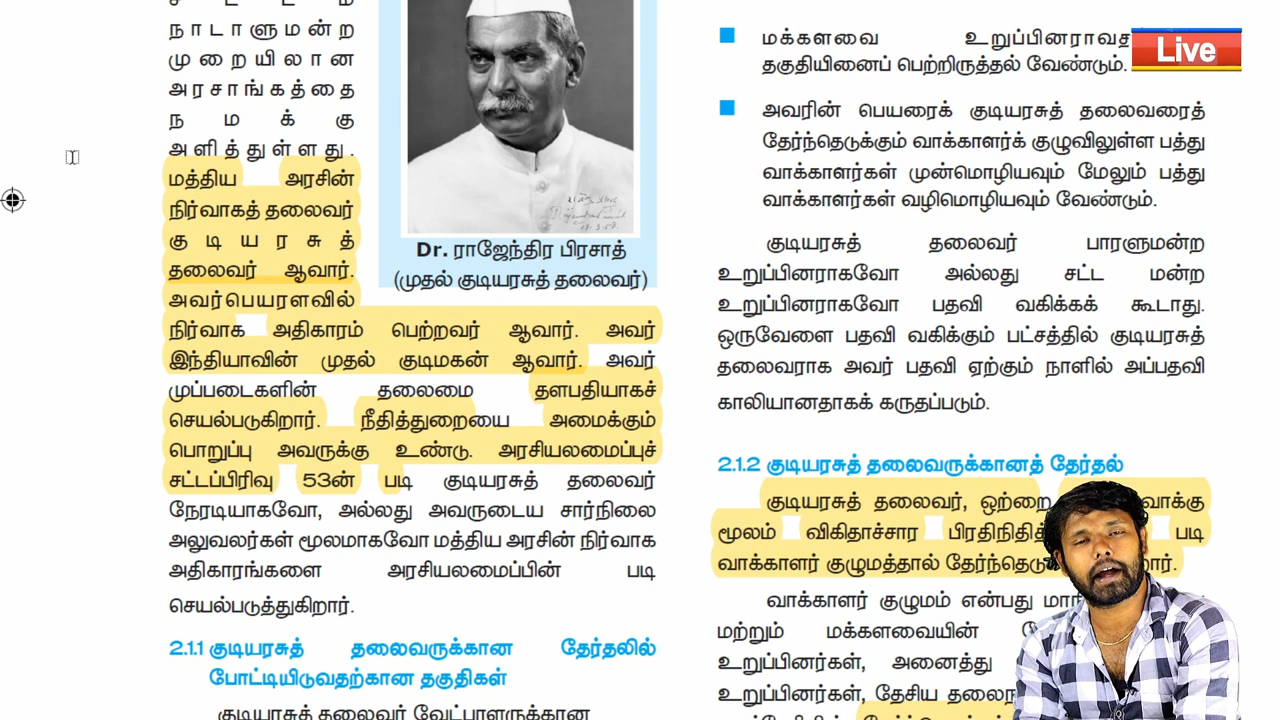 நாடாளுமன்ற
முறையிலான
அரசாங்கத்தை
நமக்கு
அளித்துள்ளது.
மத்திய அரசின்
நிர்வாகத் தலைவர்
குடியரசுத்
தலைவர் ஆவார்.
அவர்பெயரளவில்
நிர்வாக அதிகாரம் பெற்றவர் ஆவார். அவர்
இந்தியாவின் முதல் குடிமகன் ஆவார். அவர்
முப்படைகளின் தலைமை தளபதியாகச்
செயல்படுகிறார். நீதித்துறையை அமைக்கும்
பொறுப்பு அவருக்கு உண்டு. அரசியலமைப்புச்
சட்டப்பிரிவு 53ன் படி குடியரசுத் தலைவர்
நேரடியாகவோ, அல்லது அவருடைய சார்நிலை
அலுவலர்கள் மூலமாகவோ மத்திய அரசின் நிர்வாக
அதிகாரங்களை அரசியலமைப்பின் படி
செயல்படுத்துகிறார்.
2.1.1 குடியரசுத் தலைவருக்கான தேர்தலில்
போட்டியிடுவதற்கான தகுதிகள்
குடியரசுத் தலைவர் வேட்பாளருக்கான
Dr. ராஜேந்திர பிரசாத்
(முதல் குடியரசுத் தலைவர்)
மக்களவை
தகுதியினைப் பெற்றிருத்தல் வேண்டும்.
அவரின் பெயரைக் குடியரசுத் தலைவரைத்
தேர்ந்தெடுக்கும் வாக்காளர்க் குழுவிலுள்ள பத்து
வாக்காளர்கள் முன்மொழியவும் மேலும் பத்து
வாக்காளர்கள் வழிமொழியவும் வேண்டும்.
குடியரசுத் தலைவர் பாரளுமன்ற
உறுப்பினராகவோ அல்லது சட்ட மன்ற
உறுப்பினராகவோ பதவி வகிக்கக் கூடாது.
ஒருவேளை பதவி வகிக்கும் பட்சத்தில் குடியரசுத்
தலைவராக அவர் பதவி ஏற்கும் நாளில் அப்பதவி
காலியானதாகக் கருதப்படும்.
2.1.2 குடியரசுத் தலைவருக்கானத் தேர்தல்
குடியரசுத் தலைவர், ஒற்றை வாக்கு
மூலம் விகிதாச்சார படி
வாக்காளர் குழுமத்தால்
வாக்காளர் குழுமம் என்பது
மற்றும் மக்களவையின்
உறுப்பினர்கள், அனைத்து
உறுப்பினர்கள், தேசிய
Live